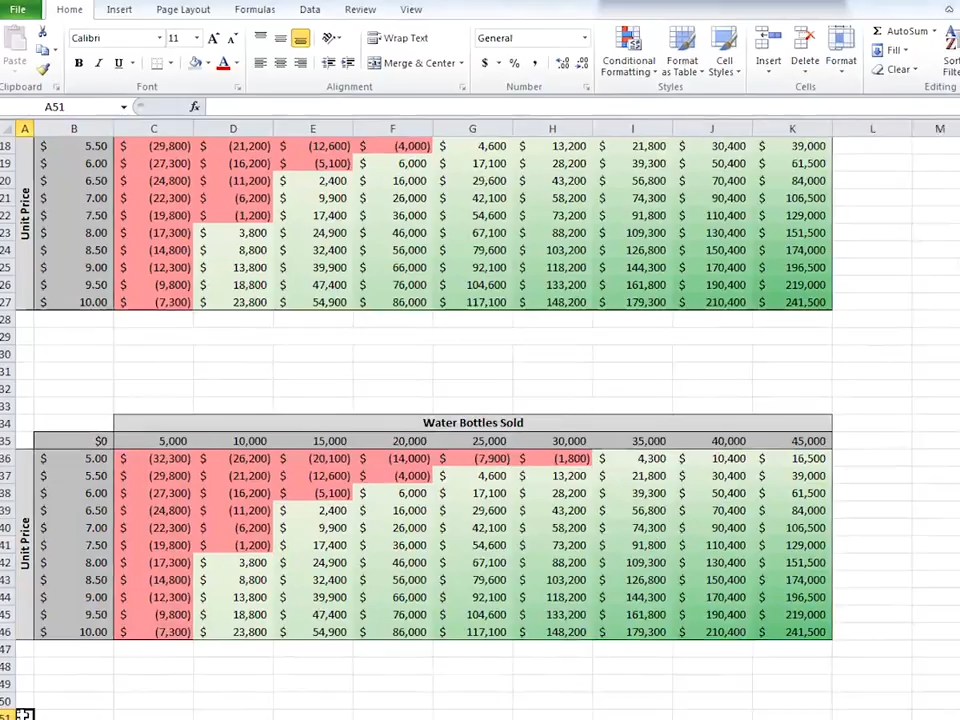 File Home Insert Page Layout Formulas Data Review View
Calibri 11 A A Wrap Text General Σ AutoSum
Paste B I U A Merge & Center $ % , Conditional Formatting Format as Table Cell Styles Insert Delete Format Fill Clear
Clipboard Font Alignment Number Styles Cells Editing
A51 fx
A B C D E F G H I J K L M
18 $ 5.50 $ (29,800) $ (21,200) $ (12,600) $ (4,000) $ 4,600 $ 13,200 $ 21,800 $ 30,400 $ 39,000
19 $ 6.00 $ (27,300) $ (16,200) $ (5,100) $ 6,000 $ 17,100 $ 28,200 $ 39,300 $ 50,400 $ 61,500
20 $ 6.50 $ (24,800) $ (11,200) $ 2,400 $ 16,000 $ 29,600 $ 43,200 $ 56,800 $ 70,400 $ 84,000
21 $ 7.00 $ (22,300) $ (6,200) $ 9,900 $ 26,000 $ 42,100 $ 58,200 $ 74,300 $ 90,400 $ 106,500
22 $ 7.50 $ (19,800) $ (1,200) $ 17,400 $ 36,000 $ 54,600 $ 73,200 $ 91,800 $ 110,400 $ 129,000
23 $ 8.00 $ (17,300) $ 3,800 $ 24,900 $ 46,000 $ 67,100 $ 88,200 $ 109,300 $ 130,400 $ 151,500
24 $ 8.50 $ (14,800) $ 8,800 $ 32,400 $ 56,000 $ 79,600 $ 103,200 $ 126,800 $ 150,400 $ 174,000
25 $ 9.00 $ (12,300) $ 13,800 $ 39,900 $ 66,000 $ 92,100 $ 118,200 $ 144,300 $ 170,400 $ 196,500
26 $ 9.50 $ (9,800) $ 18,800 $ 47,400 $ 76,000 $ 104,600 $ 133,200 $ 161,800 $ 190,400 $ 219,000
27 $ 10.00 $ (7,300) $ 23,800 $ 54,900 $ 86,000 $ 117,100 $ 148,200 $ 179,300 $ 210,400 $ 241,500
Unit Price
28
29
30
31
32
33
34 Water Bottles Sold
35 $0 5,000 10,000 15,000 20,000 25,000 30,000 35,000 40,000 45,000
36 $ 5.00 $ (32,300) $ (26,200) $ (20,100) $ (14,000) $ (7,900) $ (1,800) $ 4,300 $ 10,400 $ 16,500
37 $ 5.50 $ (29,800) $ (21,200) $ (12,600) $ (4,000) $ 4,600 $ 13,200 $ 21,800 $ 30,400 $ 39,000
38 $ 6.00 $ (27,300) $ (16,200) $ (5,100) $ 6,000 $ 17,100 $ 28,200 $ 39,300 $ 50,400 $ 61,500
39 $ 6.50 $ (24,800) $ (11,200) $ 2,400 $ 16,000 $ 29,600 $ 43,200 $ 56,800 $ 70,400 $ 84,000
40 $ 7.00 $ (22,300) $ (6,200) $ 9,900 $ 26,000 $ 42,100 $ 58,200 $ 74,300 $ 90,400 $ 106,500
41 $ 7.50 $ (19,800) $ (1,200) $ 17,400 $ 36,000 $ 54,600 $ 73,200 $ 91,800 $ 110,400 $ 129,000
42 $ 8.00 $ (17,300) $ 3,800 $ 24,900 $ 46,000 $ 67,100 $ 88,200 $ 109,300 $ 130,400 $ 151,500
43 $ 8.50 $ (14,800) $ 8,800 $ 32,400 $ 56,000 $ 79,600 $ 103,200 $ 126,800 $ 150,400 $ 174,000
44 $ 9.00 $ (12,300) $ 13,800 $ 39,900 $ 66,000 $ 92,100 $ 118,200 $ 144,300 $ 170,400 $ 196,500
45 $ 9.50 $ (9,800) $ 18,800 $ 47,400 $ 76,000 $ 104,600 $ 133,200 $ 161,800 $ 190,400 $ 219,000
46 $ 10.00 $ (7,300) $ 23,800 $ 54,900 $ 86,000 $ 117,100 $ 148,200 $ 179,300 $ 210,400 $ 241,500
Unit Price
47
48
49
50
51